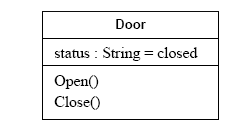 Door
status : String = closed
Open()
Close()